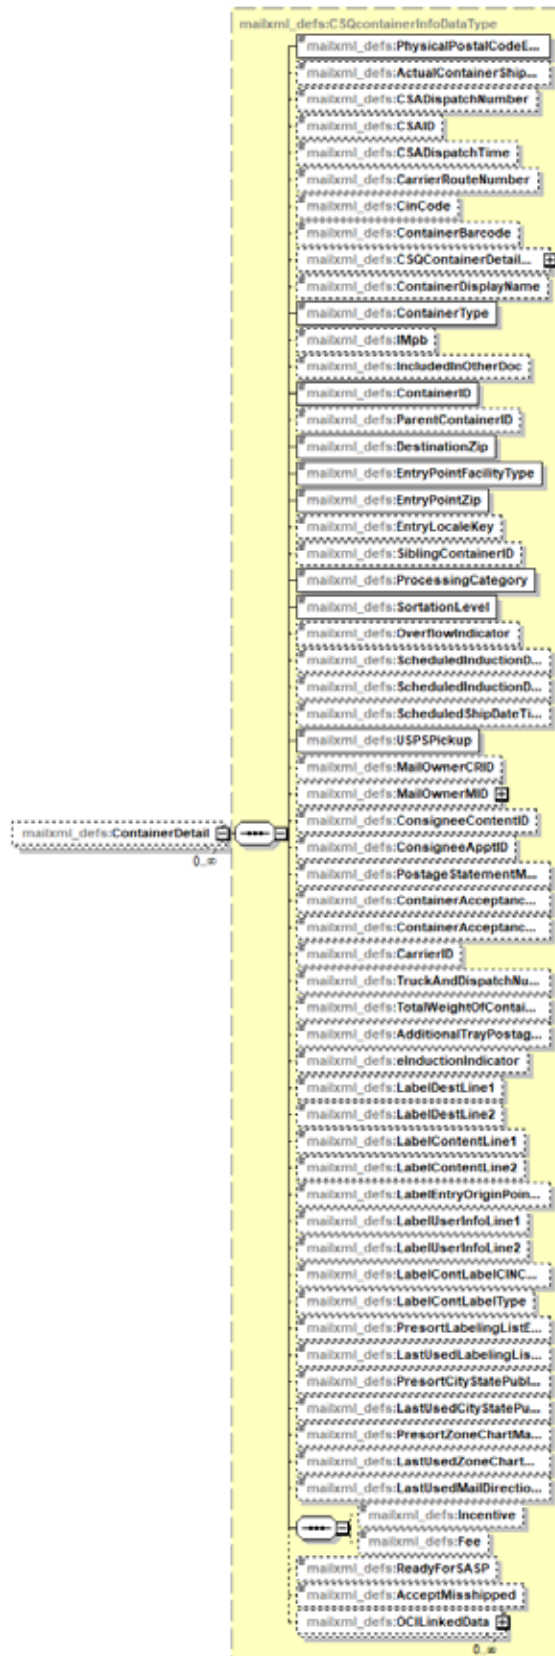 mailxml_defs:CSQcontainerInfoDataType
mailxml_defs:PhysicalPostalCodeE...
mailxml_defs:ActualContainerShip...
mailxml_defs:CSADispatchNumber
mailxml_defs:CSAID
mailxml_defs:CSADispatchTime
mailxml_defs:CarrierRouteNumber
mailxml_defs:CinCode
mailxml_defs:ContainerBarcode
mailxml_defs:CSQContainerDetail...
mailxml_defs:ContainerDisplayName
mailxml_defs:ContainerType
mailxml_defs:IMpb
mailxml_defs:IncludedInOtherDoc
mailxml_defs:ContainerID
mailxml_defs:ParentContainerID
mailxml_defs:DestinationZip
mailxml_defs:EntryPointFacilityType
mailxml_defs:EntryPointZip
mailxml_defs:EntryLocaleKey
mailxml_defs:SiblingContainerID
mailxml_defs:ProcessingCategory
mailxml_defs:SortationLevel
mailxml_defs:OverflowIndicator
mailxml_defs:ScheduledInductionD...
mailxml_defs:ScheduledInductionD...
mailxml_defs:ScheduledShipDateTi...
mailxml_defs:USPSPickup
mailxml_defs:MailOwnerCRID
mailxml_defs:MailOwnerMID
mailxml_defs:ConsigneeContentID
mailxml_defs:ContainerDetail
0..∞
mailxml_defs:ConsigneeApptID
mailxml_defs:PostageStatementM...
mailxml_defs:ContainerAcceptanc...
mailxml_defs:ContainerAcceptanc...
mailxml_defs:CarrierID
mailxml_defs:TruckAndDispatchNu...
mailxml_defs:TotalWeightOfContai...
mailxml_defs:AdditionalTrayPostag...
mailxml_defs:eInductionIndicator
mailxml_defs:LabelDestLine1
mailxml_defs:LabelDestLine2
mailxml_defs:LabelContentLine1
mailxml_defs:LabelContentLine2
mailxml_defs:LabelEntryOriginPoin...
mailxml_defs:LabelUserInfoLine1
mailxml_defs:LabelUserInfoLine2
mailxml_defs:LabelContLabelCINC...
mailxml_defs:LabelContLabelType
mailxml_defs:PresortLabelingListE...
mailxml_defs:LastUsedLabelingLis...
mailxml_defs:PresortCityStatePubl...
mailxml_defs:LastUsedCityStatePu...
mailxml_defs:PresortZoneChartMa...
mailxml_defs:LastUsedZoneChart...
mailxml_defs:LastUsedMailDirectio...
mailxml_defs:Incentive
mailxml_defs:Fee
mailxml_defs:ReadyForSASP
mailxml_defs:AcceptMisshipped
mailxml_defs:OCILinkedData
0..∞